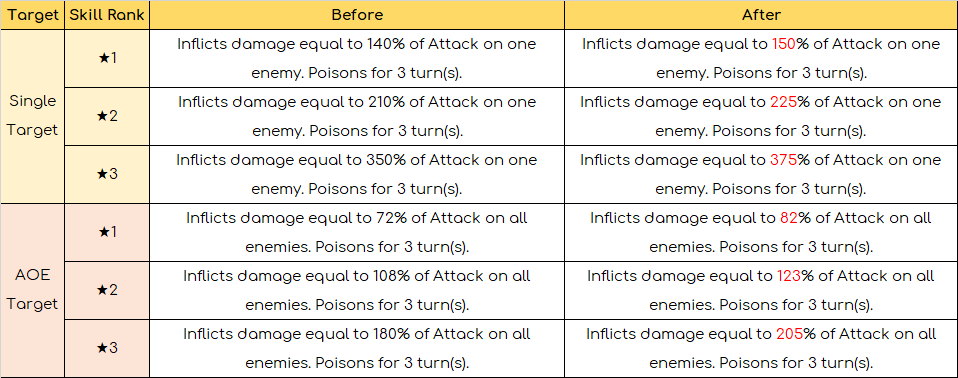 Target Skill Rank Before After
Single Target
★1
Inflicts damage equal to 140% of Attack on one
enemy. Poisons for 3 turn(s).
Inflicts damage equal to 150% of Attack on one
enemy. Poisons for 3 turn(s).
★2
Inflicts damage equal to 210% of Attack on one
enemy. Poisons for 3 turn(s).
Inflicts damage equal to 225% of Attack on one
enemy. Poisons for 3 turn(s).
★3
Inflicts damage equal to 350% of Attack on one
enemy. Poisons for 3 turn(s).
Inflicts damage equal to 375% of Attack on one
enemy. Poisons for 3 turn(s).
AOE
Target
★1
Inflicts damage equal to 72% of Attack on all
enemies. Poisons for 3 turn(s).
Inflicts damage equal to 82% of Attack on all
enemies. Poisons for 3 turn(s).
★2
Inflicts damage equal to 108% of Attack on all
enemies. Poisons for 3 turn(s).
Inflicts damage equal to 123% of Attack on all
enemies. Poisons for 3 turn(s).
★3
Inflicts damage equal to 180% of Attack on all
enemies. Poisons for 3 turn(s).
Inflicts damage equal to 205% of Attack on all
enemies. Poisons for 3 turn(s).